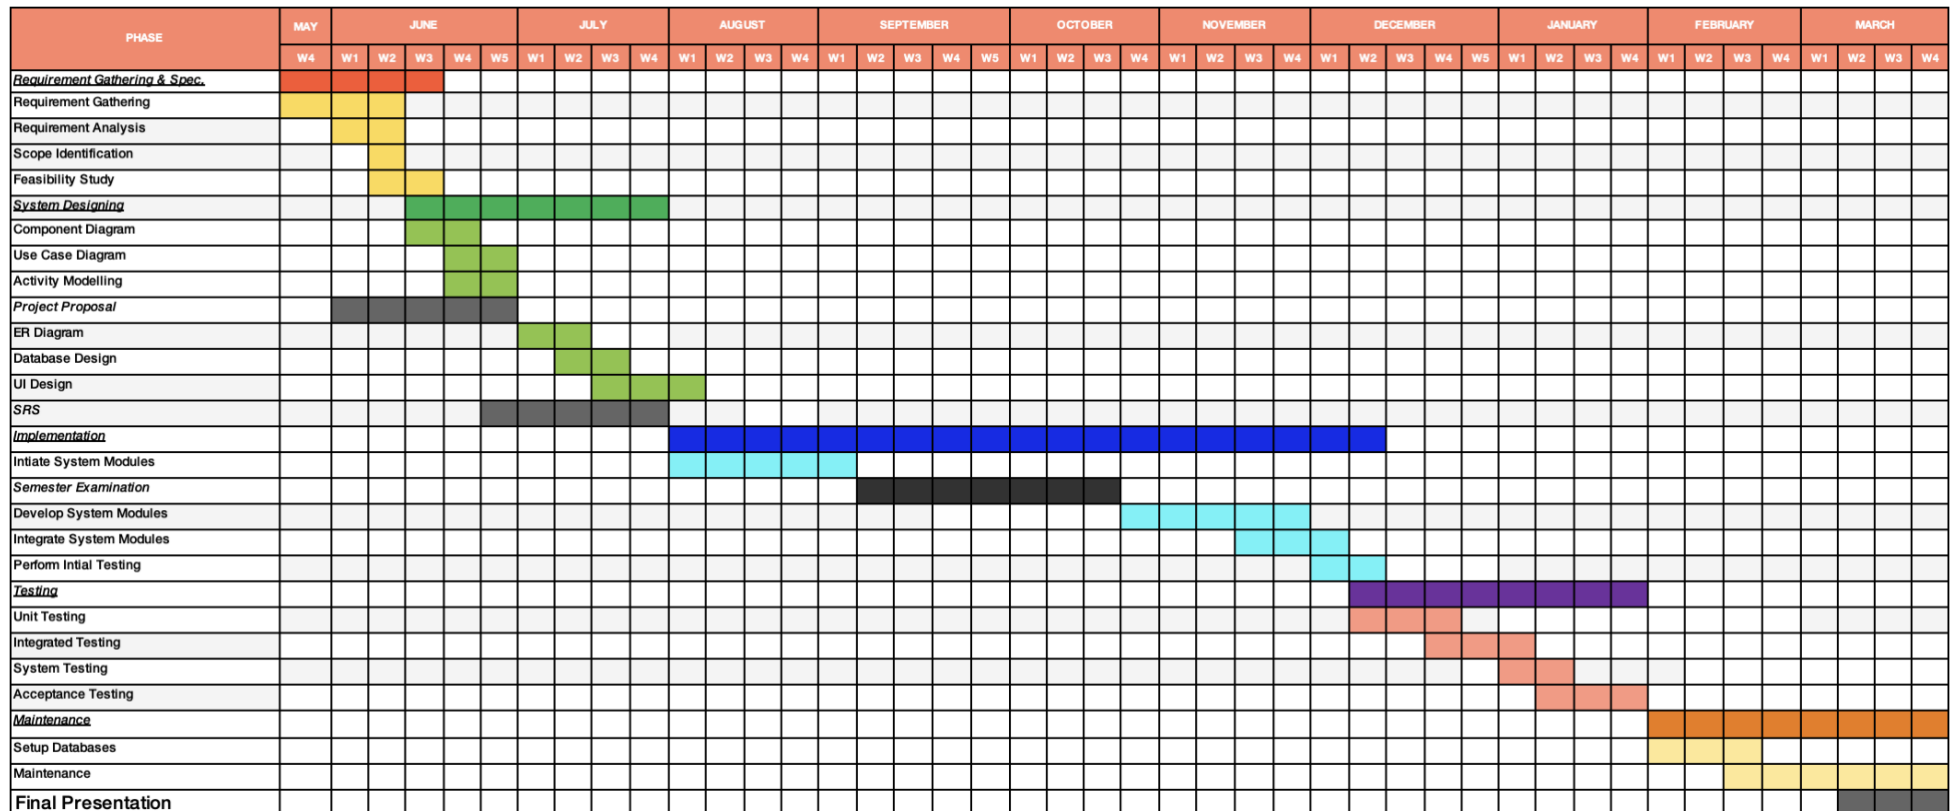 PHASE MAY JUNE JULY AUGUST SEPTEMBER OCTOBER NOVEMBER DECEMBER JANUARY FEBRUARY MARCH
W4 W1 W2 W3 W4 W5 W1 W2 W3 W4 W1 W2 W3 W4 W1 W2 W3 W4 W5 W1 W2 W3 W4 W1 W2 W3 W4 W1 W2 W3 W4 W5 W1 W2 W3 W4 W1 W2 W3 W4 W1 W2 W3 W4
Requirement Gathering & Spec.
Requirement Gathering
Requirement Analysis
Scope Identification
Feasibility Study
System Designing
Component Diagram
Use Case Diagram
Activity Modelling
Project Proposal
ER Diagram
Database Design
UI Design
SRS
Implementation
Intiate System Modules
Semester Examination
Develop System Modules
Integrate System Modules
Perform Intial Testing
Testing
Unit Testing
Integrated Testing
System Testing
Acceptance Testing
Maintenance
Setup Databases
Maintenance
Final Presentation